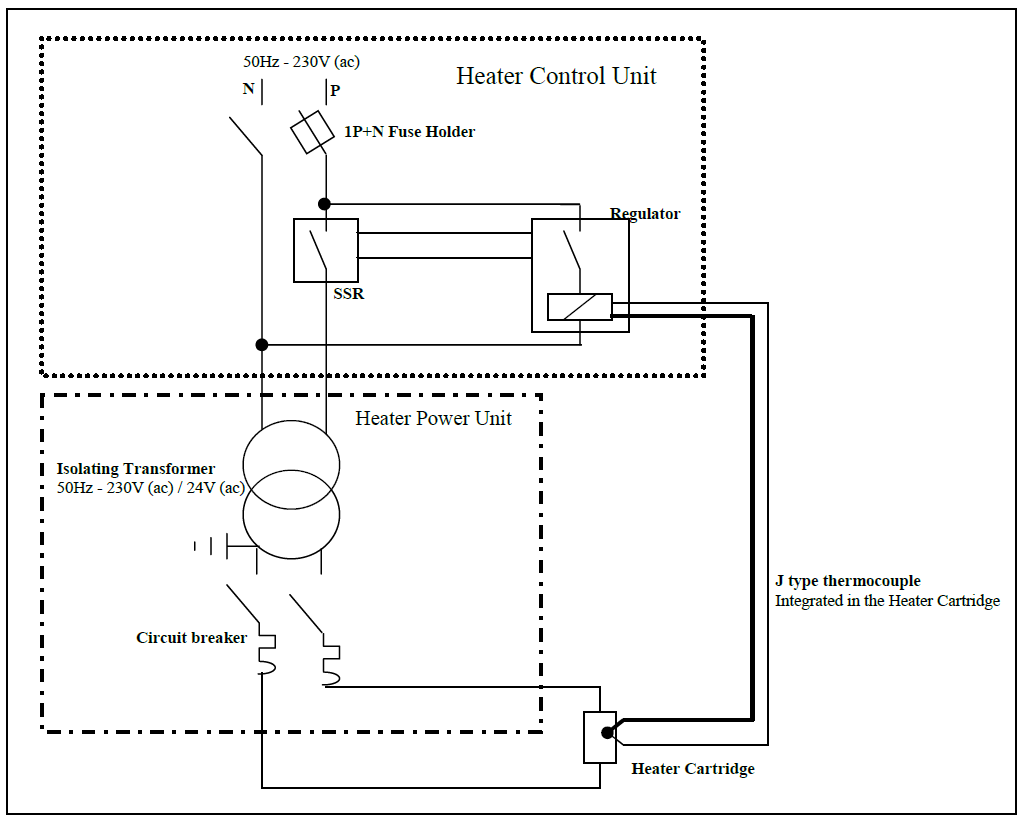 50Hz - 230V (ac)
Heater Control Unit
N
P
1P+N Fuse Holder
Regulator
SSR
Heater Power Unit
Isolating Transformer
50Hz - 230V (ac) / 24V (ac)
J type thermocouple
Integrated in the Heater Cartridge
Circuit breaker
Heater Cartridge